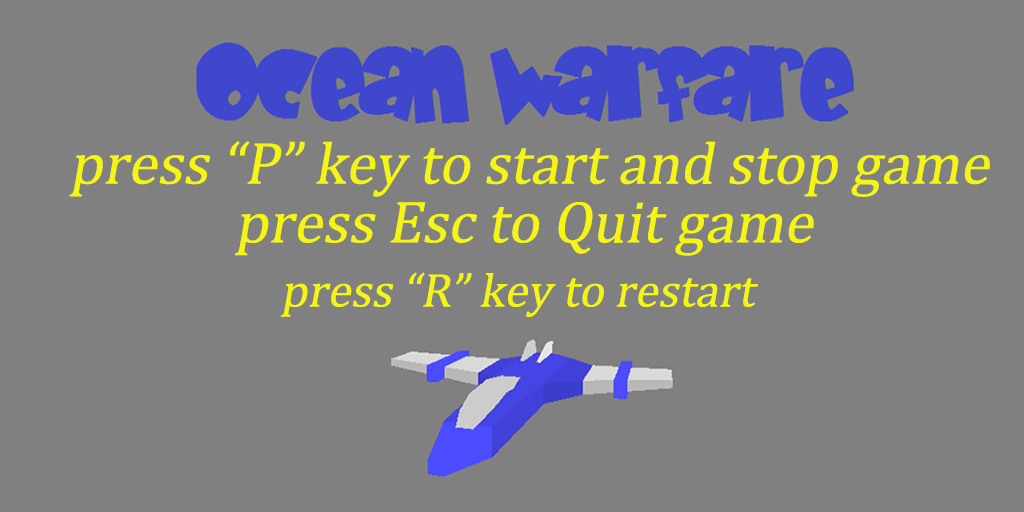 Ocean Warfare
press “P” key to start and stop game
press Esc to Quit game
press “R” key to restart